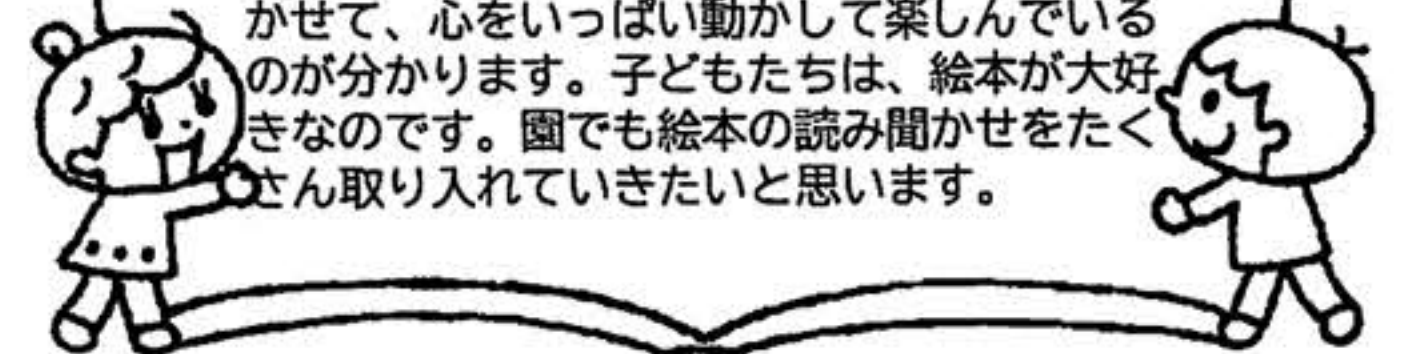 かせて、心をいっぱい動かして楽しんでいる
のが分かります。子どもたちは、絵本が大好
きなのです。園でも絵本の読み聞かせをたく
さん取り入れていきたいと思います。